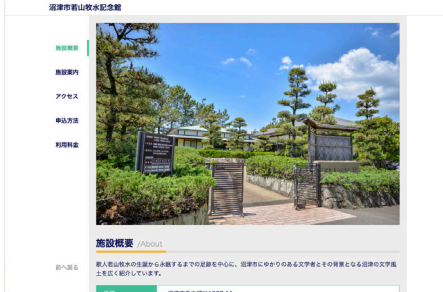 沼津市若山牧水記念館
施設概要
施設案内
アクセス
申込方法
利用料金
前へ戻る
施設概要 /About
歌人若山牧水の生誕から永眠するまでの足跡を中心に、沼津市にゆかりのある文学者とその背景となる沼津の文学風
土を広く紹介しています。